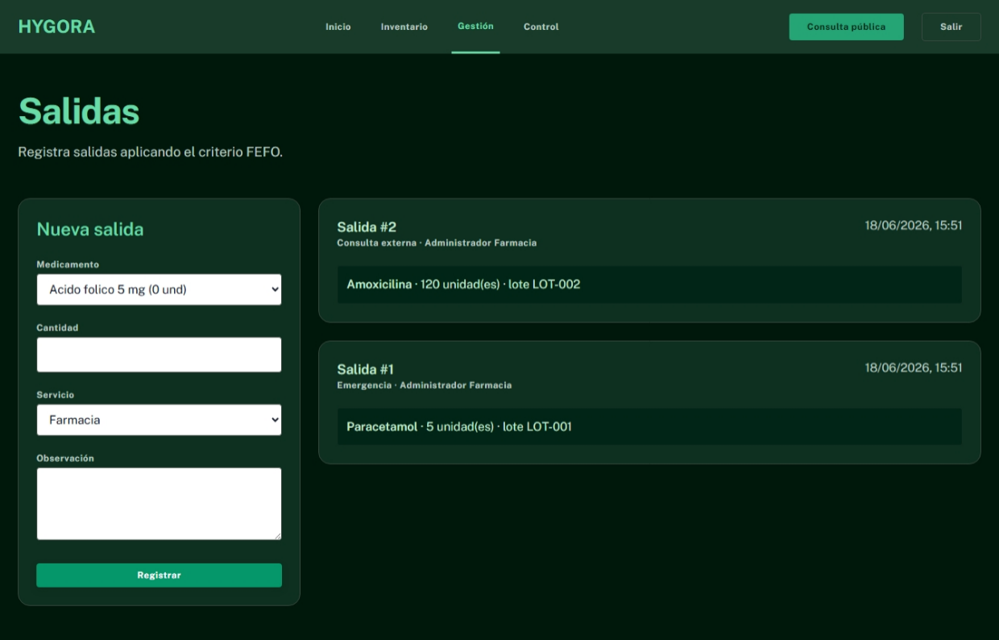 HYGORA
Inicio
Inventario
Gestión
Control
Consulta pública
Salir
Salidas
Registra salidas aplicando el criterio FEFO.
Nueva salida
Medicamento
Acido folico 5 mg (0 und)
Cantidad
Servicio
Farmacia
Observación
Registrar
Salida #2
18/06/2026, 15:51
Consulta externa · Administrador Farmacia
Amoxicilina · 120 unidad(es) · lote LOT-002
Salida #1
18/06/2026, 15:51
Emergencia · Administrador Farmacia
Paracetamol · 5 unidad(es) · lote LOT-001